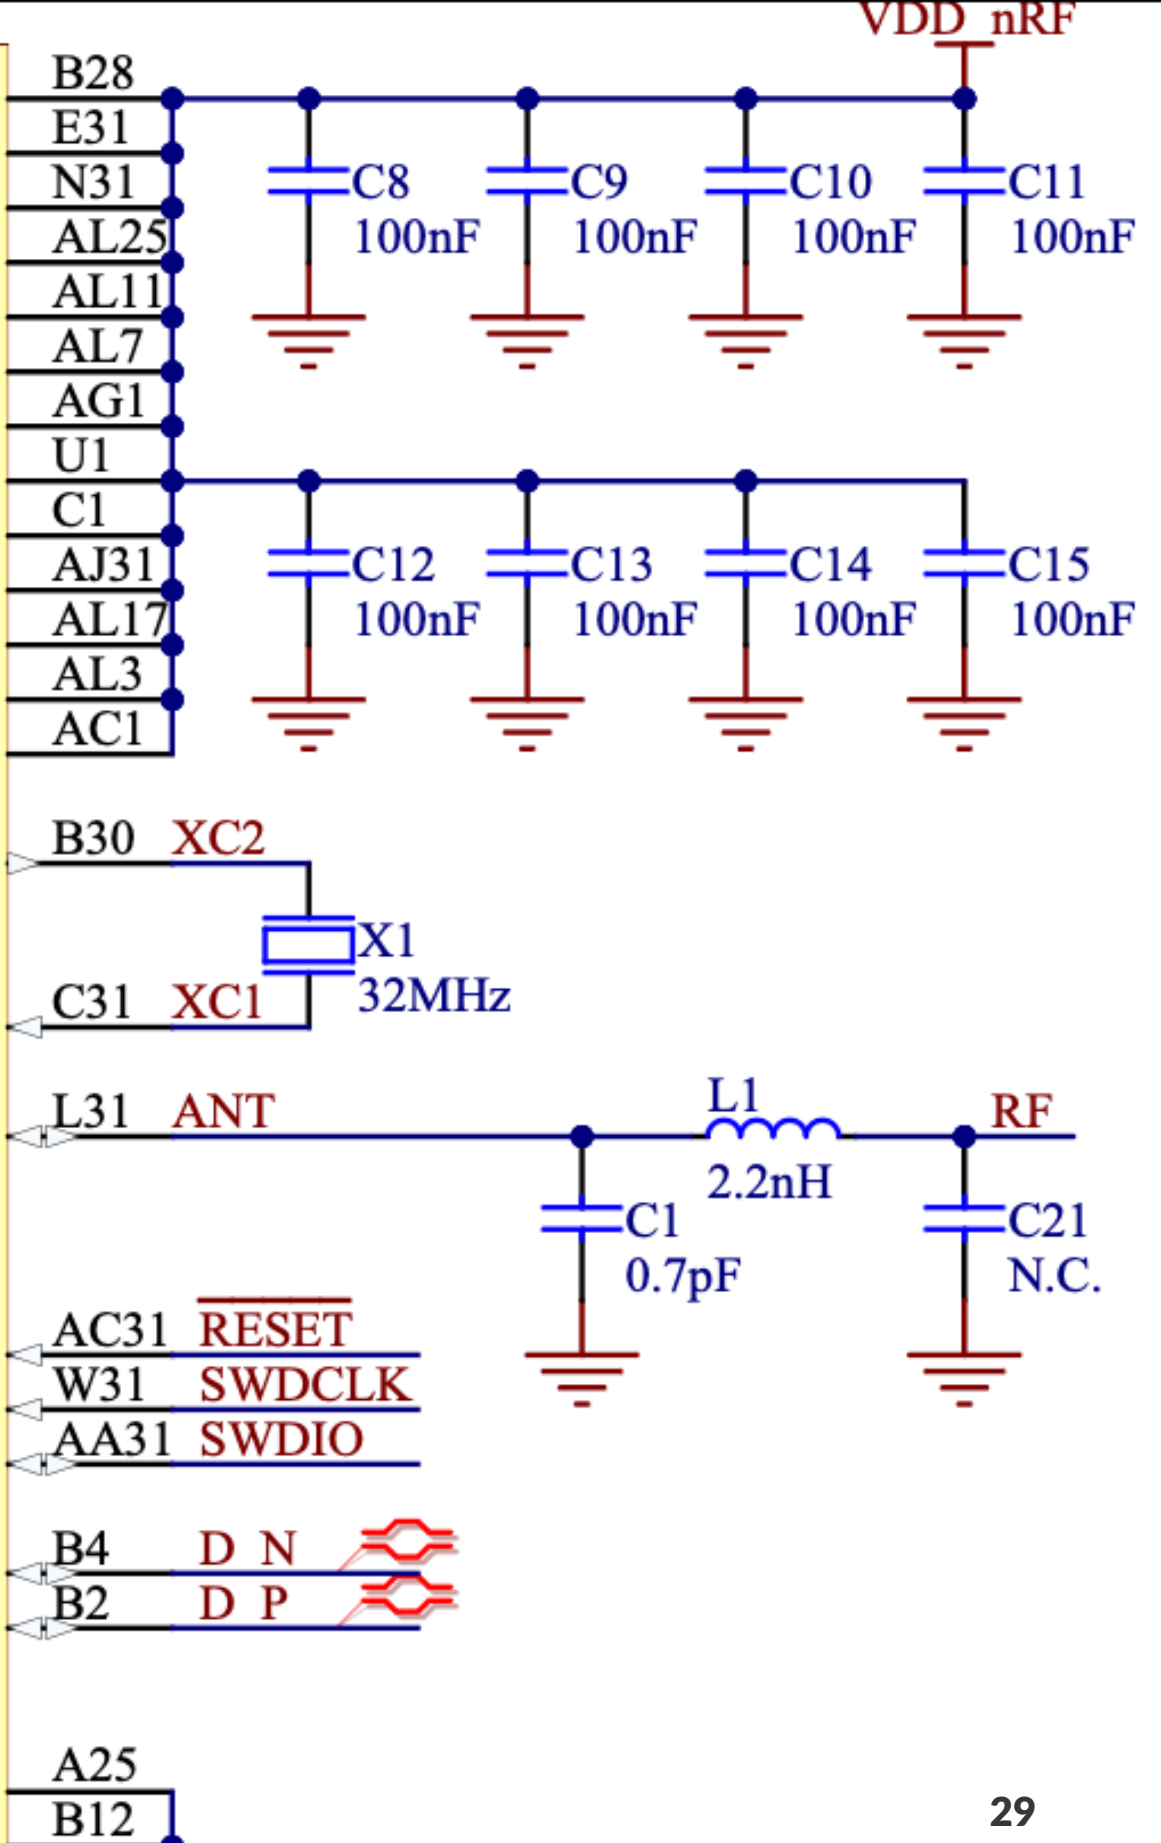 VDD_nRF
B28
E31
N31
C8 C9 C10 C11
AL25 100nF 100nF 100nF 100nF
AL11
AL7
AG1
U1
C1
AJ31 C12 C13 C14 C15
AL17 100nF 100nF 100nF 100nF
AL3
AC1
B30 XC2
X1
32MHz
C31 XC1
L1
L31 ANT RF
2.2nH
C1 C21
0.7pF N.C.
AC31 RESET
W31 SWDCLK
AA31 SWDIO
B4 D_N
B2 D_P
A25
B12
29